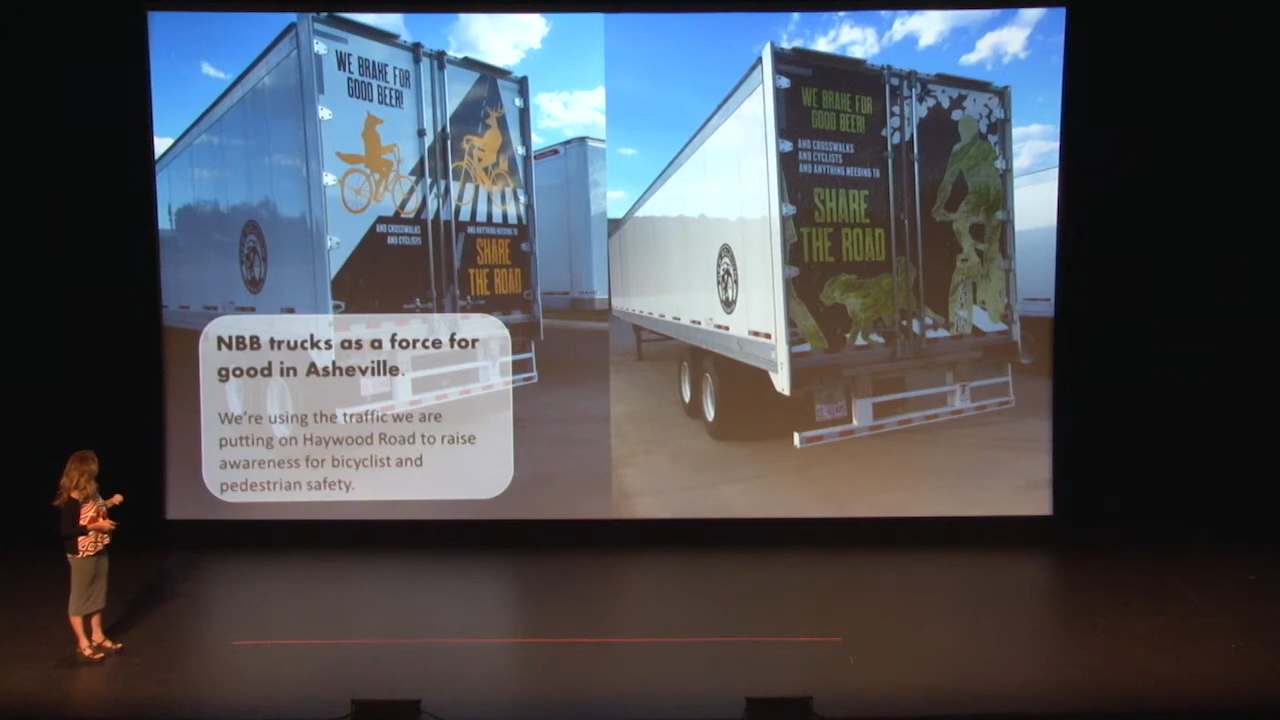 WE BRAKE FOR
GOOD BEER!
AND CROSSWALKS
AND CYCLISTS
AND ANYTHING NEEDING TO
SHARE
THE ROAD
NBB trucks as a force for
good in Asheville.
We're using the traffic we are
putting on Haywood Road to raise
awareness for bicyclist and
pedestrian safety.
WE BRAKE FOR
GOOD BEER!
AND CROSSWALKS
AND CYCLISTS
AND ANYTHING NEEDING TO
SHARE
THE ROAD